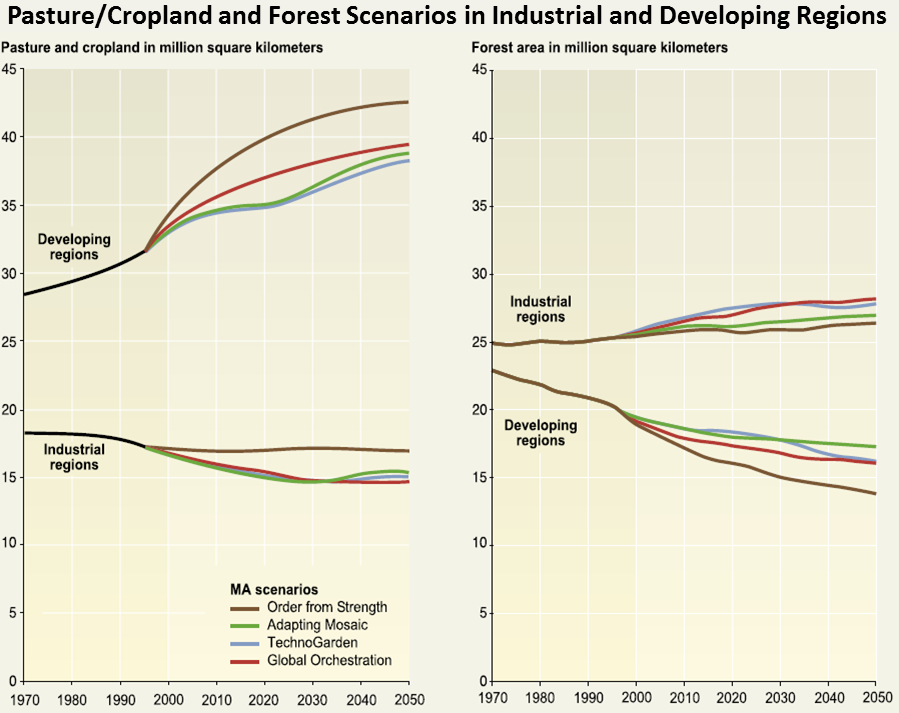 Pasture/Cropland and Forest Scenarios in Industrial and Developing Regions
Pasture and cropland in million square kilometers
45
40
35
30
25
20
15
10
5
0
1970 1980 1990 2000 2010 2020 2030 2040 2050
Developing
regions
Industrial
regions
MA scenarios
Order from Strength
Adapting Mosaic
TechnoGarden
Global Orchestration
Forest area in million square kilometers
45
40
35
30
25
20
15
10
5
0
1970 1980 1990 2000 2010 2020 2030 2040 2050
Industrial
regions
Developing
regions